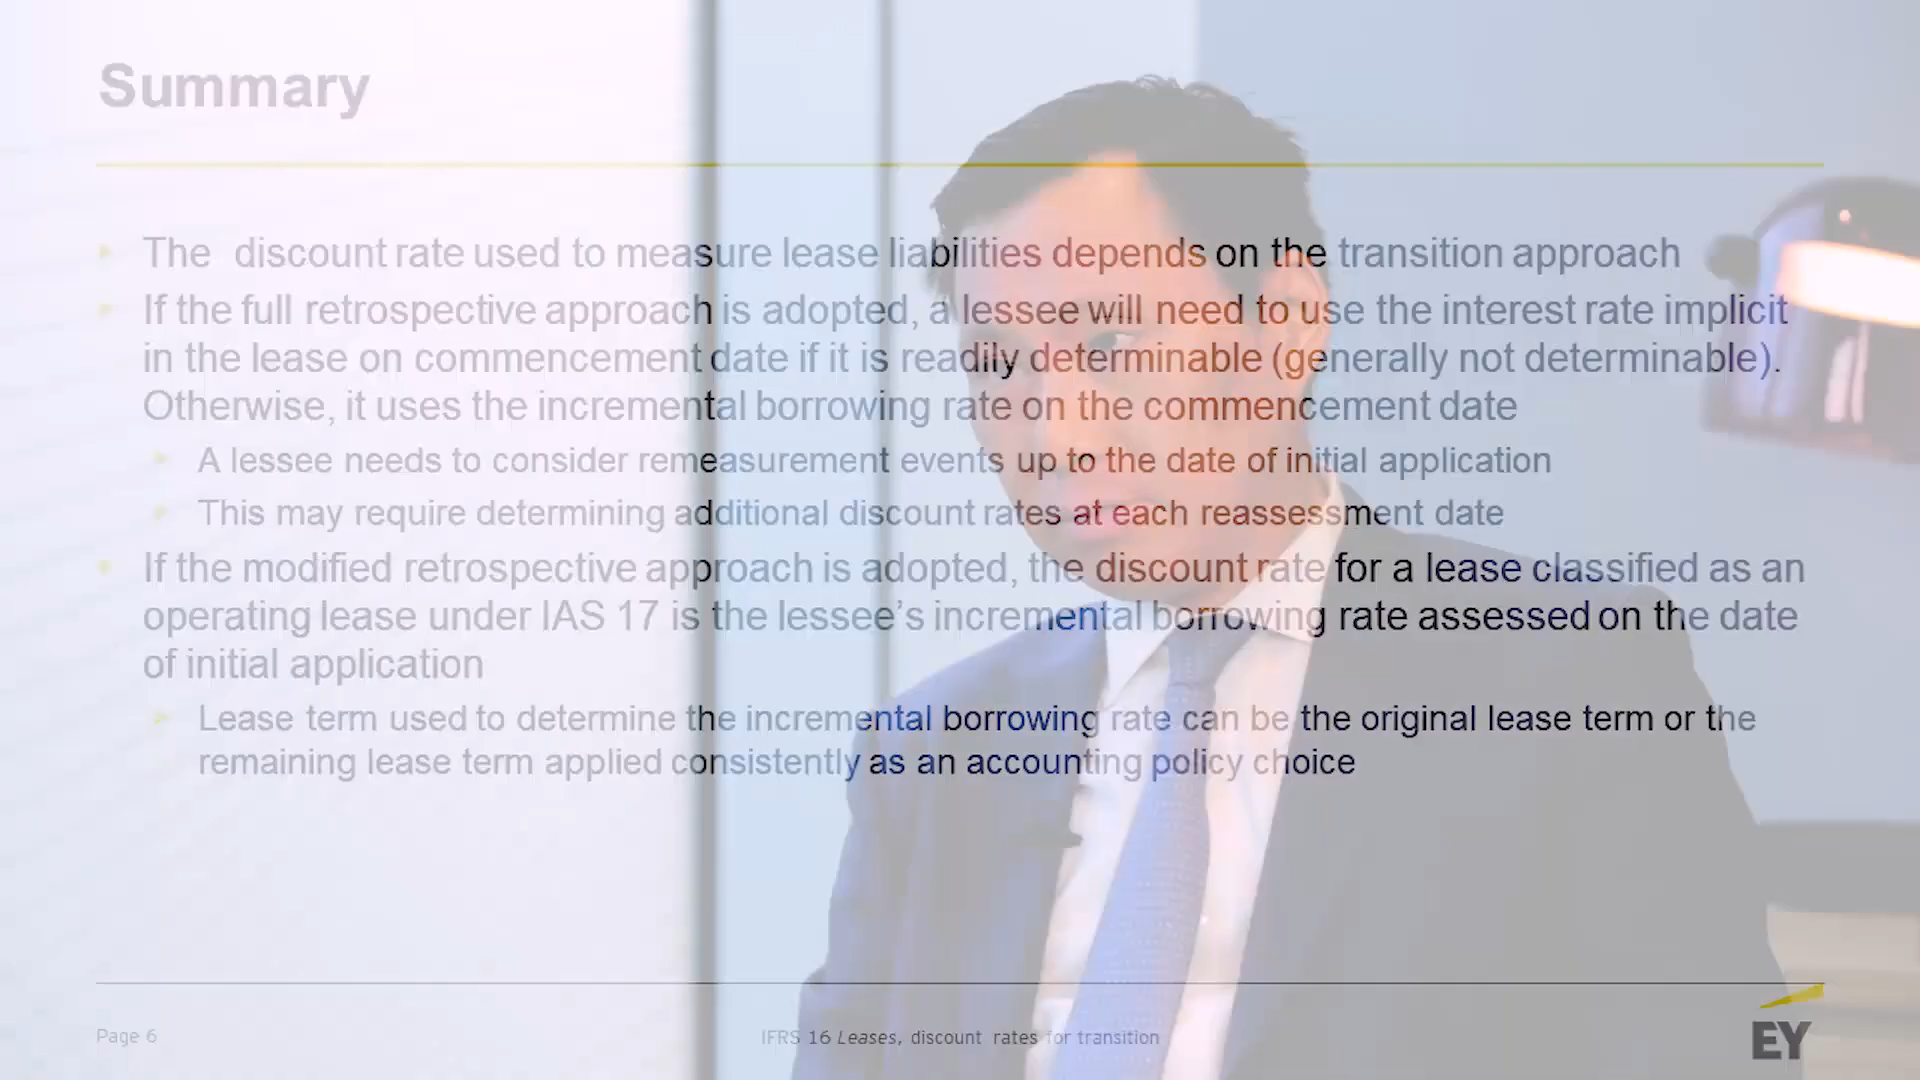 Summary
The discount rate used to measure lease liabilities depends on the transition approach
If the full retrospective approach is adopted, a lessee will need to use the interest rate implicit
in the lease on commencement date if it is readily determinable (generally not determinable).
Otherwise, it uses the incremental borrowing rate on the commencement date
A lessee needs to consider remeasurement events up to the date of initial application
This may require determining additional discount rates at each reassessment date
If the modified retrospective approach is adopted, the discount rate for a lease classified as an
operating lease under IAS 17 is the lessee’s incremental borrowing rate assessed on the date
of initial application
Lease term used to determine the incremental borrowing rate can be the original lease term or the
remaining lease term applied consistently as an accounting policy choice
Page 6
IFRS 16 Leases, discount rates for transition
EY